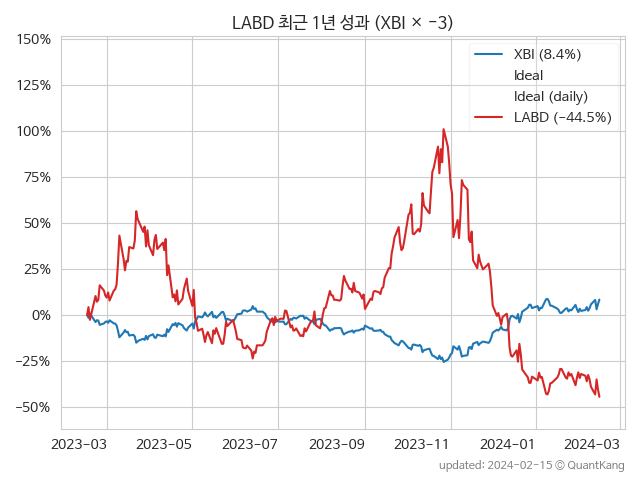 LABD 최근 1년 성과 (XBI × −3)
150%
125%
100%
75%
50%
25%
0%
−25%
−50%
XBI (8.4%)
Ideal
Ideal (daily)
LABD (−44.5%)
2023-03 2023-05 2023-07 2023-09 2023-11 2024-01 2024-03
updated: 2024-02-15 © QuantKang